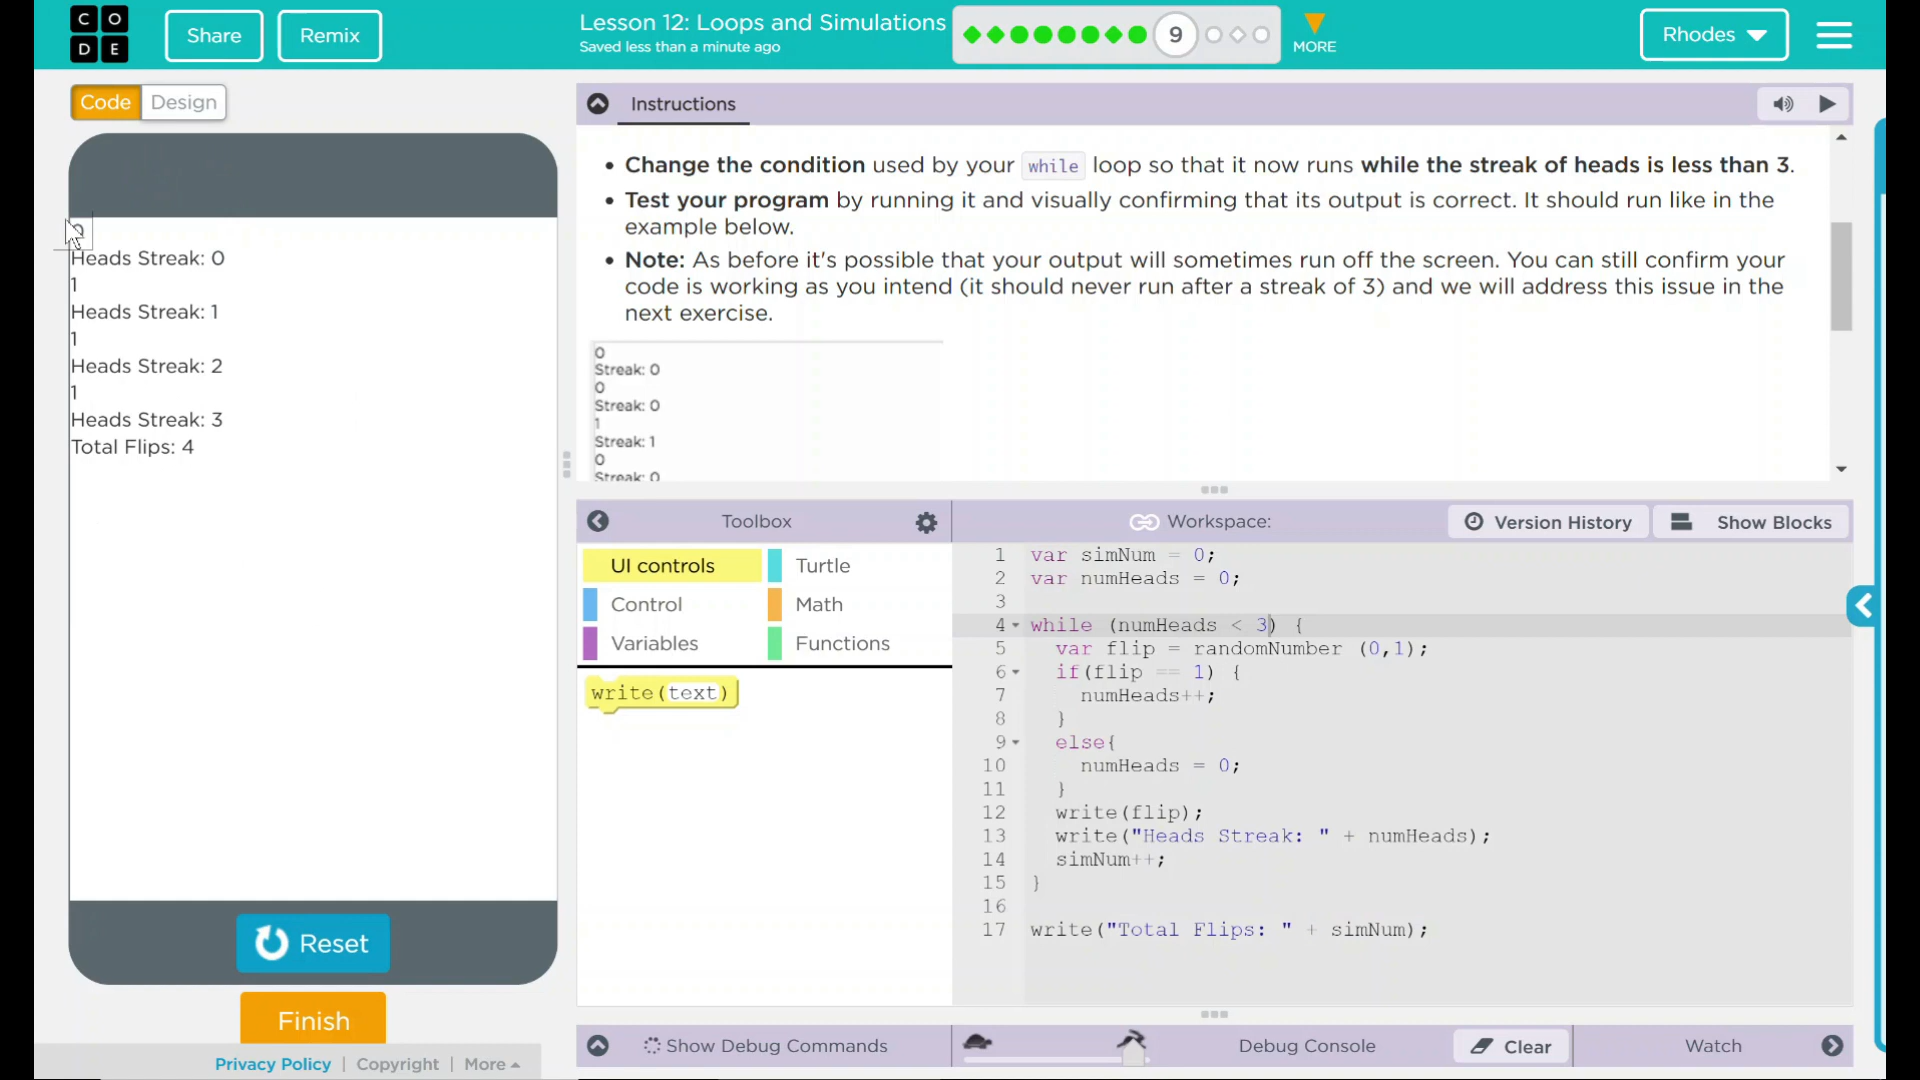 C O
D E
Share
Remix
Lesson 12: Loops and Simulations
Saved less than a minute ago
9
MORE
Rhodes
Code
Design
Instructions
• Change the condition used by your while loop so that it now runs while the streak of heads is less than 3.
• Test your program by running it and visually confirming that its output is correct. It should run like in the
example below.
• Note: As before it's possible that your output will sometimes run off the screen. You can still confirm your
code is working as you intend (it should never run after a streak of 3) and we will address this issue in the
next exercise.
0
Streak: 0
0
Streak: 0
1
Streak: 1
0
Streak: 0
Heads Streak: 0
1
Heads Streak: 1
1
Heads Streak: 2
1
Heads Streak: 3
Total Flips: 4
Reset
Finish
Privacy Policy | Copyright | More
Toolbox
UI controls
Turtle
Control
Math
Variables
Functions
write(text)
Workspace:
Version History
Show Blocks
1 var simNum = 0;
2 var numHeads = 0;
3
4 while (numHeads < 3) {
5 var flip = randomNumber (0,1);
6 if(flip == 1) {
7 numHeads++;
8 }
9 else{
10 numHeads = 0;
11 }
12 write(flip);
13 write("Heads Streak: " + numHeads);
14 simNum++;
15 }
16
17 write("Total Flips: " + simNum);
Show Debug Commands
Debug Console
Clear
Watch